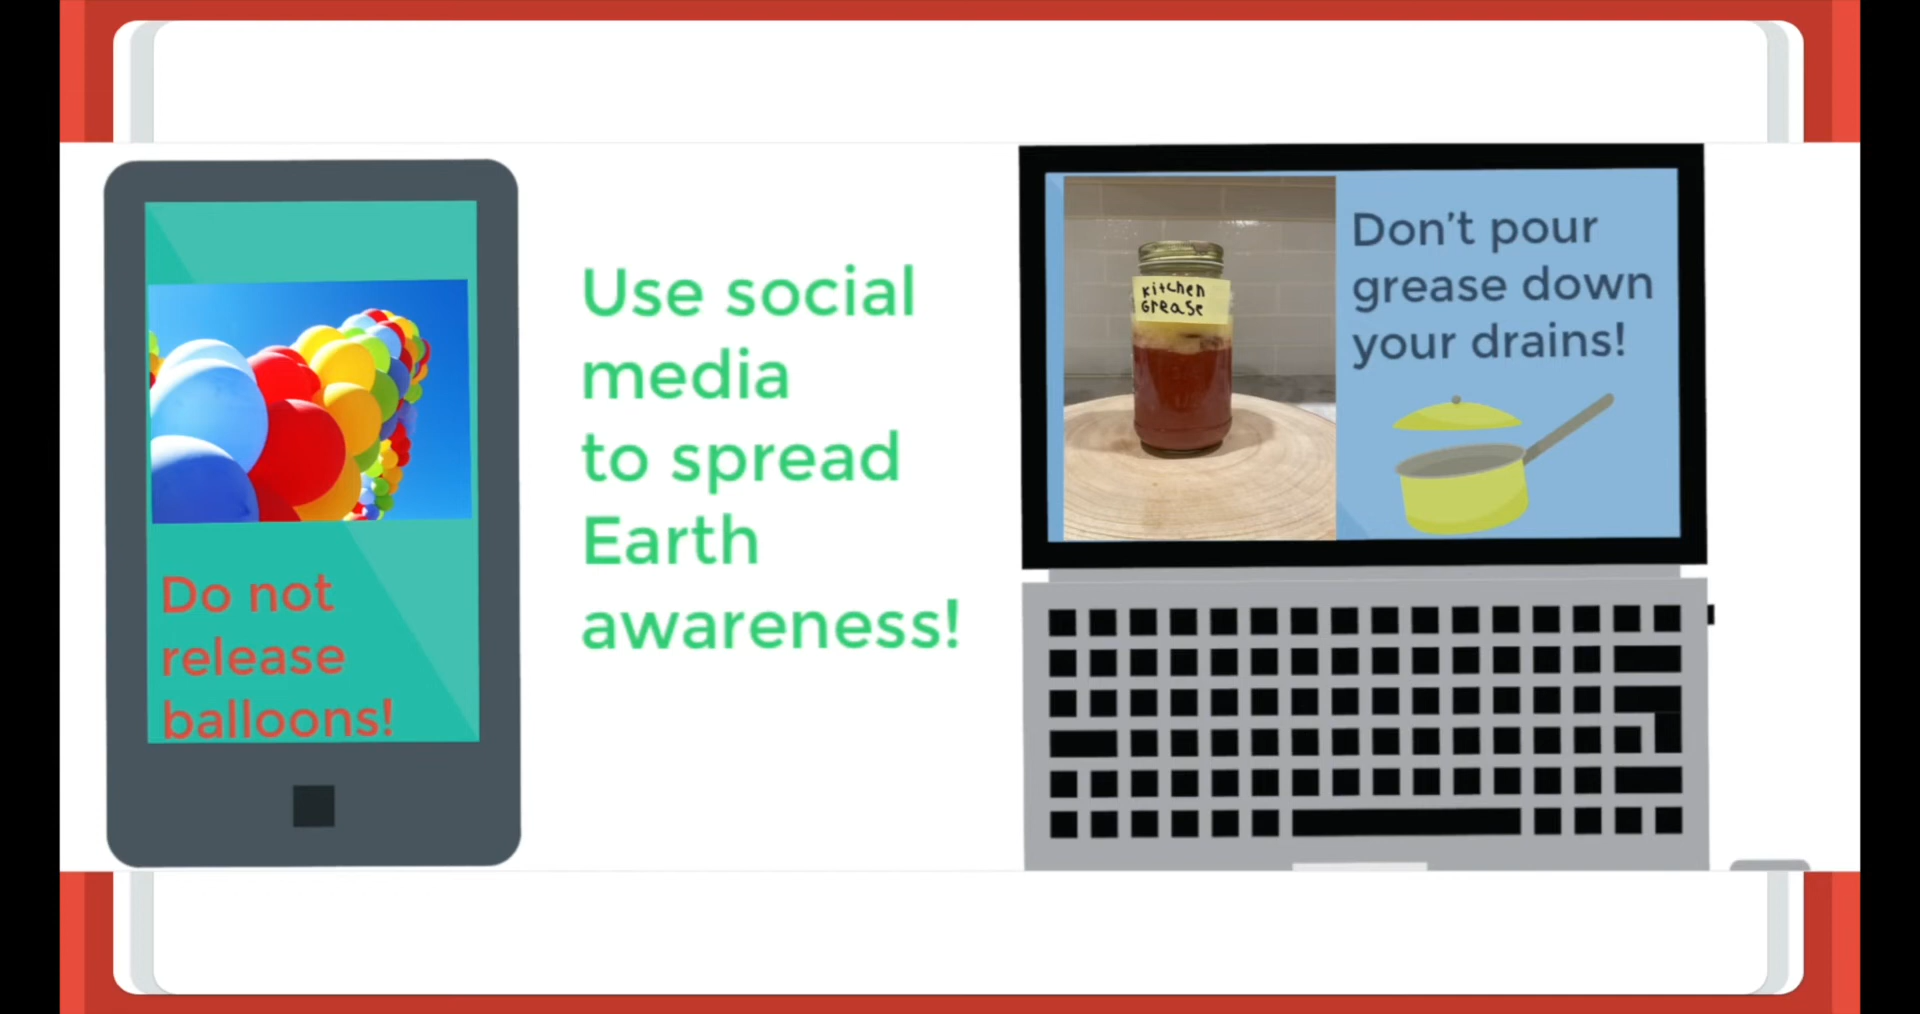 Do not
release
balloons!
Use social
media
to spread
Earth
awareness!
kitchen
Grease
Don't pour
grease down
your drains!